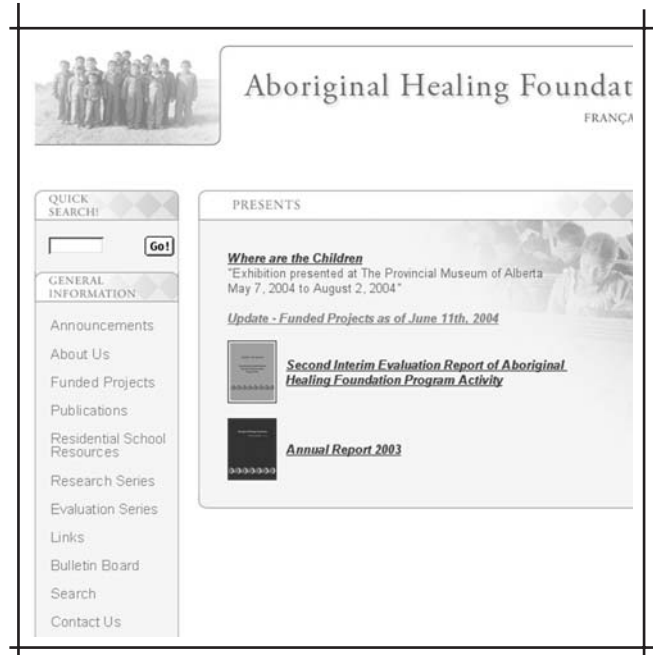 Aboriginal Healing Foundat
FRANÇA
QUICK
SEARCH!
Go!
GENERAL
INFORMATION
Announcements
About Us
Funded Projects
Publications
Residential School
Resources
Research Series
Evaluation Series
Links
Bulletin Board
Search
Contact Us
PRESENTS
Where are the Children
"Exhibition presented at The Provincial Museum of Alberta
May 7, 2004 to August 2, 2004"
Update - Funded Projects as of June 11th, 2004
Second Interim Evaluation Report of Aboriginal
Healing Foundation Program Activity
Annual Report 2003